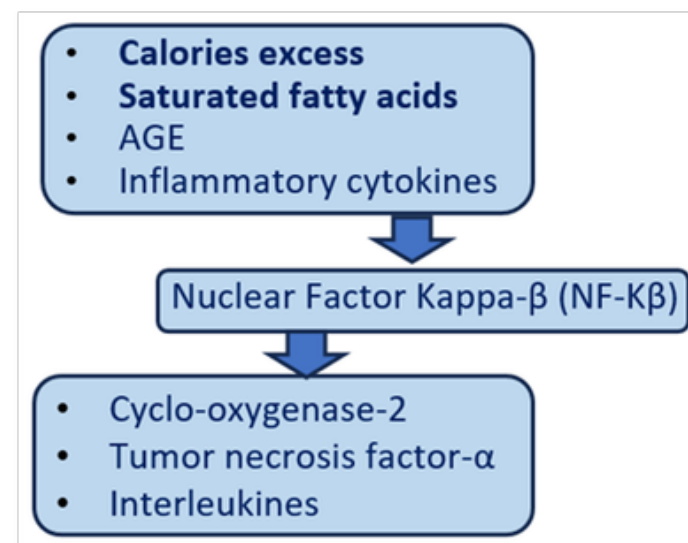 • Calories excess
• Saturated fatty acids
• AGE
• Inflammatory cytokines
Nuclear Factor Kappa-β (NF-Kβ)
• Cyclo-oxygenase-2
• Tumor necrosis factor-α
• Interleukines